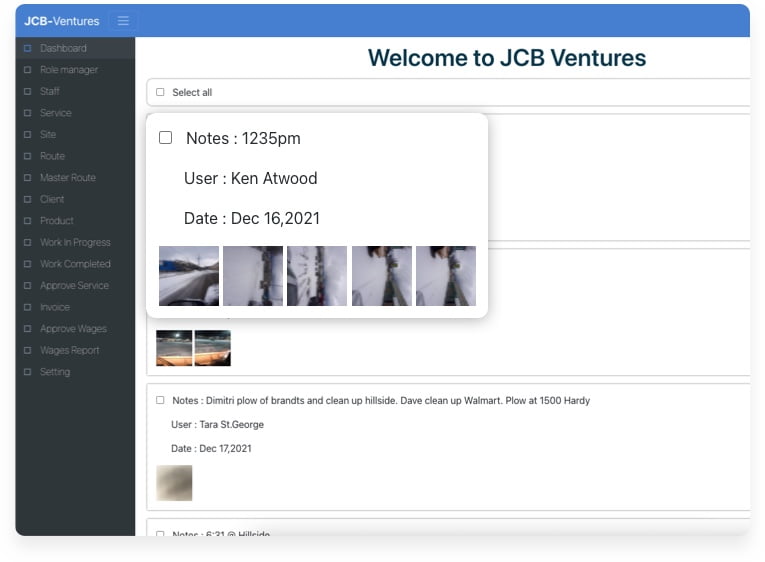 JCB-Ventures
Dashboard
Role manager
Staff
Service
Site
Route
Master Route
Client
Product
Work In Progress
Work Completed
Approve Service
Invoice
Approve Wages
Wages Report
Setting
Welcome to JCB Ventures
Select all
Notes : 1235pm
User : Ken Atwood
Date : Dec 16,2021
Notes : Dimitri plow of brandts and clean up hillside. Dave clean up Walmart. Plow at 1500 Hardy
User : Tara St.George
Date : Dec 17,2021
Notes : 6:31 @ Hillside